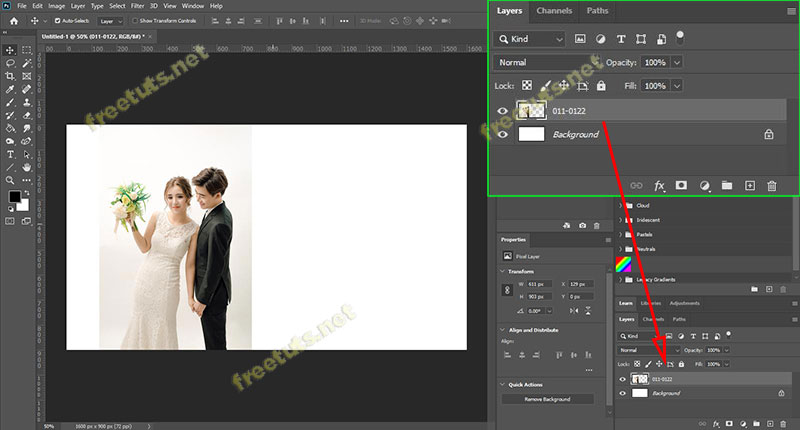 File Edit Image Layer Type Select Filter 3D View Window Help
Auto-Select: Layer Show Transform Controls 3D Mode:
Untitled-1 @ 50% (011-0122, RGB/8#) *
freetuts.net
freetuts.net
freetuts.net
50% 1600 px x 900 px (72 ppi)
Layers Channels Paths
Kind
Normal Opacity: 100%
Lock: Fill: 100%
011-0122
Background
Cloud
Iridescent
Pastels
Neutrals
Legacy Gradients
Properties
Pixel Layer
Transform
W 611 px X 129 px
H 903 px Y 0 px
0.00°
Align and Distribute
Align:
Quick Actions
Remove Background
Learn Libraries Adjustments
Layers Channels Paths
Kind
Normal Opacity: 100%
Lock: Fill: 100%
011-0122
Background